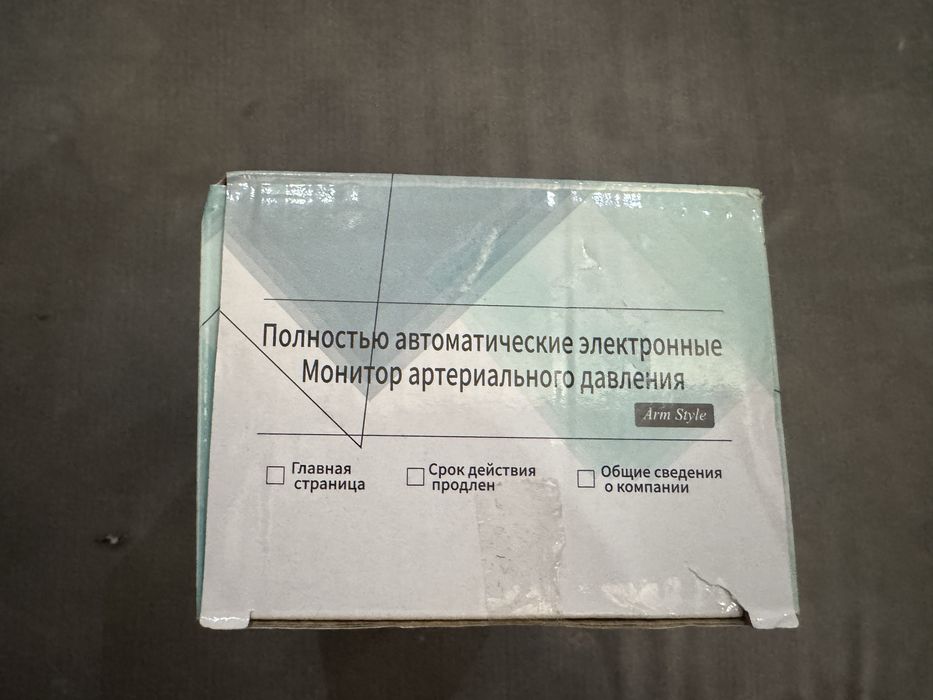 Полностью автоматические электронные
Монитор артериального давления
Arm Style
Главная
страница
Срок действия
продлен
Общие сведения
о компании